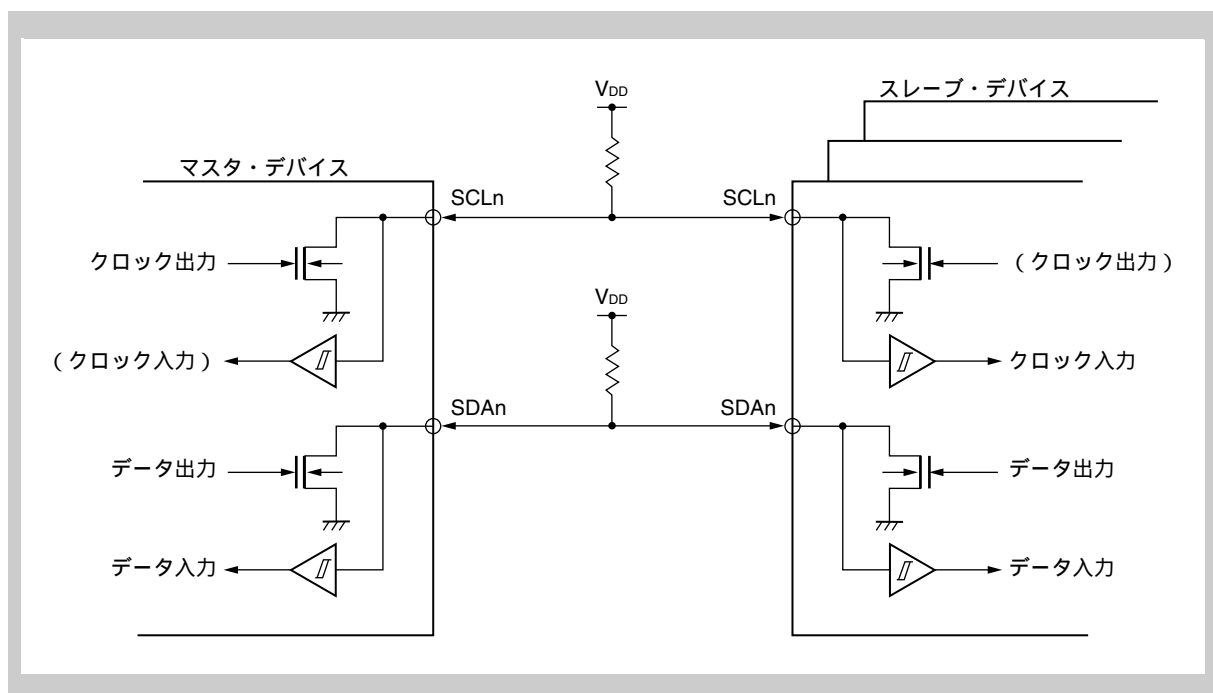 VDD
スレーブ・デバイス
マスタ・デバイス
SCLn
SCLn
クロック出力
(クロック出力)
VDD
(クロック入力)
クロック入力
SDAn
SDAn
データ出力
データ出力
データ入力
データ入力